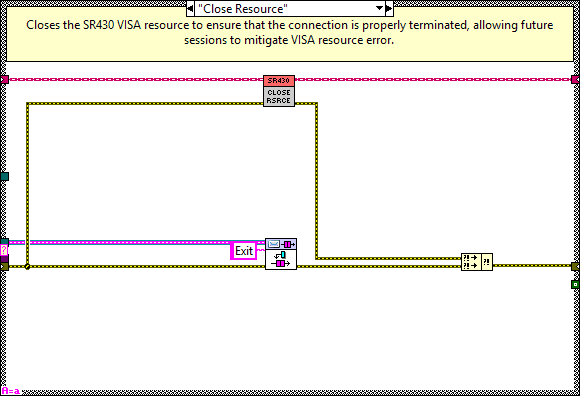 "Close Resource"
Closes the SR430 VISA resource to ensure that the connection is properly terminated, allowing future
sessions to mitigate VISA resource error.
SR430
CLOSE
RSRCE
?
Exit
?! ?!
?!
A=a